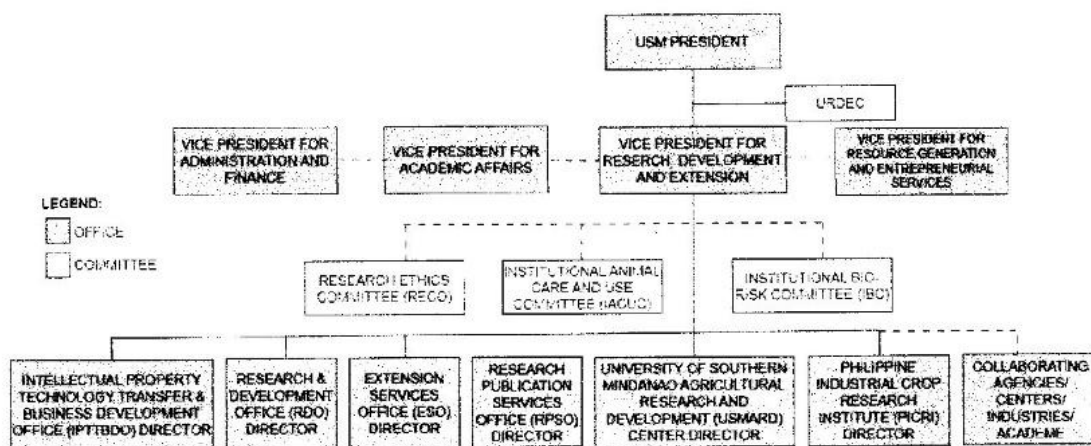 USM PRESIDENT
URDEC
VICE PRESIDENT FOR
ADMINISTRATION AND
FINANCE
VICE PRESIDENT FOR
ACADEMIC AFFAIRS
VICE PRESIDENT FOR
RESERCH DEVELOPMENT
AND EXTENSION
VICE PRESIDENT FOR
RESOURCE GENERATION
AND ENTREPRENEURIAL
SERVICES
LEGEND:
OFFICE
COMMITTEE
RESEARCH ETHICS
COMMITTEE (RECO)
INSTITUTIONAL ANIMAL
CARE AND USE
COMMITTEE (IACUC)
INSTITUTIONAL BIO-
RISK COMMITTEE (IBC)
INTELLECTUAL PROPERTY
TECHNOLOGY TRANSFER &
BUSINESS DEVELOPMENT
OFFICE (IPTTBDO) DIRECTOR
RESEARCH &
DEVELOPMENT
OFFICE (RDO)
DIRECTOR
EXTENSION
SERVICES
OFFICE (ESO)
DIRECTOR
RESEARCH
PUBLICATION
SERVICES
OFFICE (RPSO)
DIRECTOR
UNIVERSITY OF SOUTHERN
MINDANAO AGRICULTURAL
RESEARCH AND
DEVELOPMENT (USMARD)
CENTER DIRECTOR
PHILIPPINE
INDUSTRIAL CROP
RESEARCH
INSTITUTE (PICRI)
DIRECTOR
COLLABORATING
AGENCIES/
CENTERS/
INDUSTRIES/
ACADEME